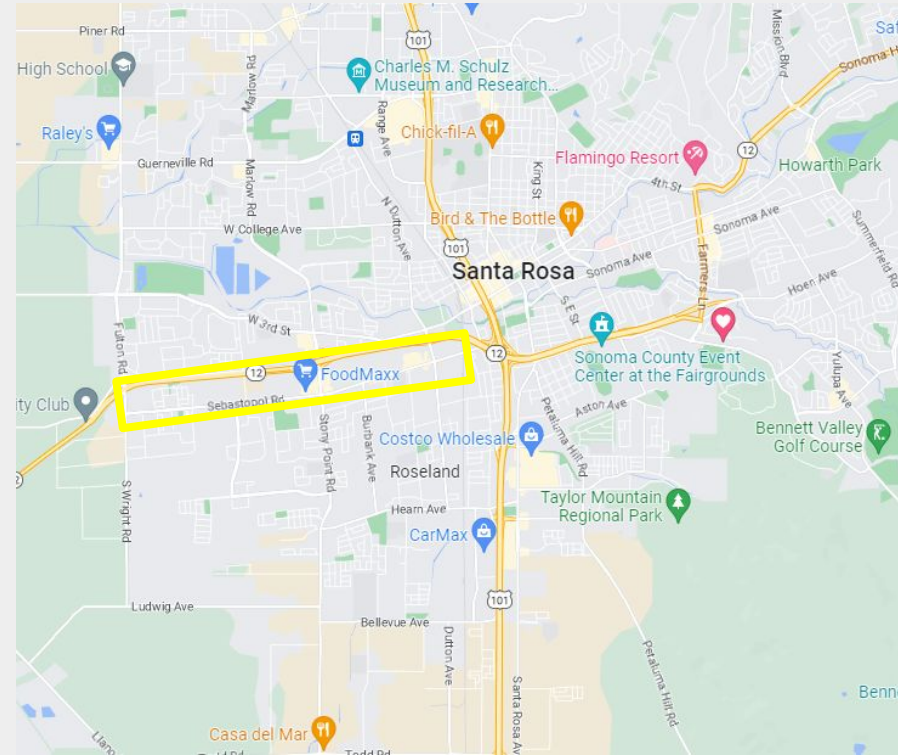 Piner Rd
101
Mission Blvd
High School
Marlow Rd
Charles M. Schulz
Museum and Research...
Sonoma H
Range Ave
Raley's
Chick-fil-A
12
Guerneville Rd
King St
Flamingo Resort
Howarth Park
Marlow Rd
4th St
N Dutton Ave
Bird & The Bottle
Sonoma Ave
Summerfield Rd
W College Ave
101
Santa Rosa
Sonoma Ave
Farmers Ln
Hoen Ave
W 3rd St
S E St
Fulton Rd
12
12
FoodMaxx
Sonoma County Event
Center at the Fairgrounds
Yulupa Ave
ity Club
Sebastopol Rd
Aston Ave
Petaluma Hill Rd
Stony Point Rd
Burbank Ave
Costco Wholesale
Bennett Valley
Golf Course
Roseland
S Wright Rd
Taylor Mountain
Regional Park
Hearn Ave
CarMax
101
Ludwig Ave
Bellevue Ave
Dutton Ave
Petaluma Hill Rd
Santa Rosa Av
Benn
Casa del Mar
Todd Rd